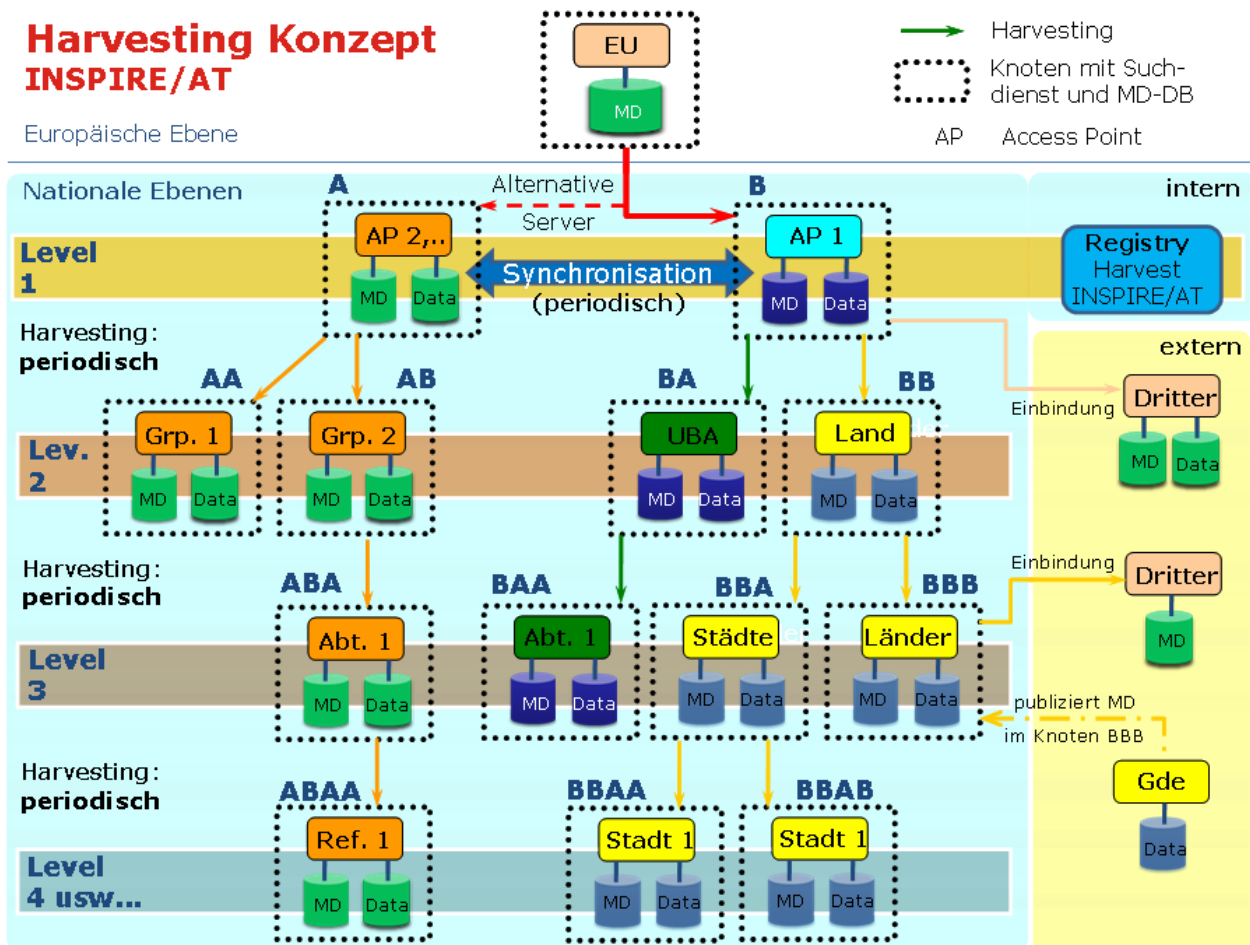 Harvesting Konzept
INSPIRE/AT
Europäische Ebene
EU
MD
Harvesting
Knoten mit Such-
dienst und MD-DB
AP Access Point
Nationale Ebenen
A
Alternative
Server
B
intern
Level
1
AP 2,..
MD Data
Synchronisation
(periodisch)
AP 1
MD Data
Registry
Harvest
INSPIRE/AT
Harvesting:
periodisch
extern
AA
AB
BA
BB
Einbindung
Dritter
MD Data
Lev.
2
Grp. 1
MD Data
Grp. 2
MD Data
UBA
MD Data
Land
MD Data
Harvesting:
periodisch
ABA
BAA
BBA
BBB
Einbindung
Dritter
MD
Level
3
Abt. 1
MD Data
Abt. 1
MD Data
Städte
MD Data
Länder
MD Data
publiziert MD
im Knoten BBB
Harvesting:
periodisch
ABAA
BBAA
BBAB
Gde
Data
Level
4 usw...
Ref. 1
MD Data
Stadt 1
MD Data
Stadt 1
MD Data